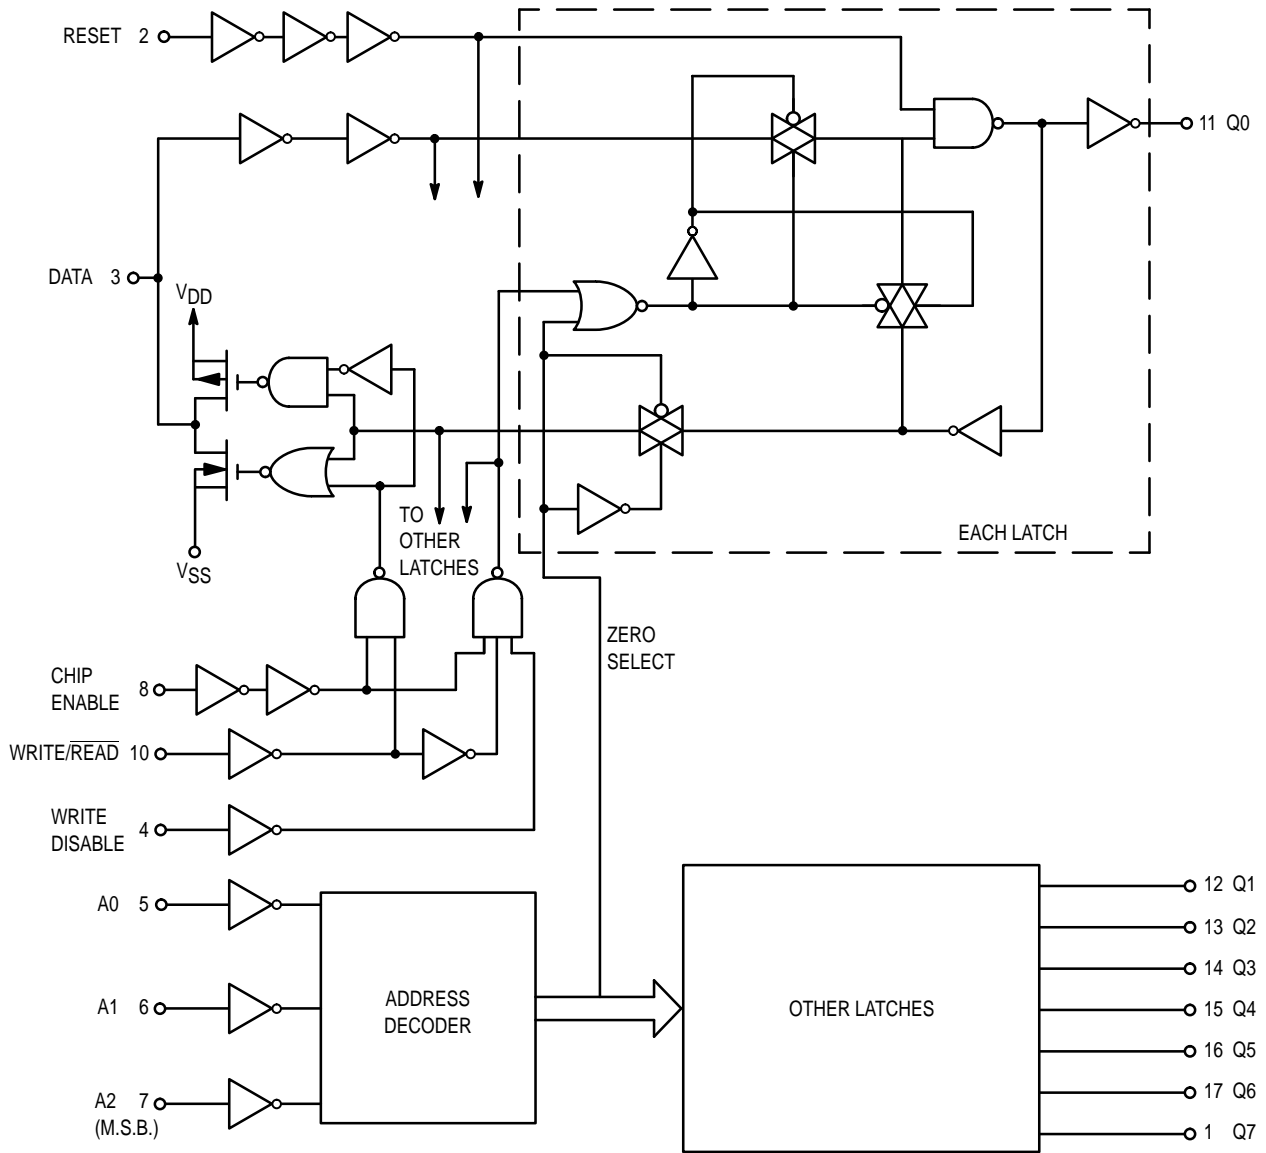 RESET 2
11 Q0
DATA 3
VDD
VSS
TO
OTHER
LATCHES
EACH LATCH
ZERO
SELECT
CHIP
ENABLE 8
WRITE/READ 10
WRITE
DISABLE 4
A0 5
A1 6
A2 7
(M.S.B.)
ADDRESS
DECODER
OTHER LATCHES
12 Q1
13 Q2
14 Q3
15 Q4
16 Q5
17 Q6
1 Q7